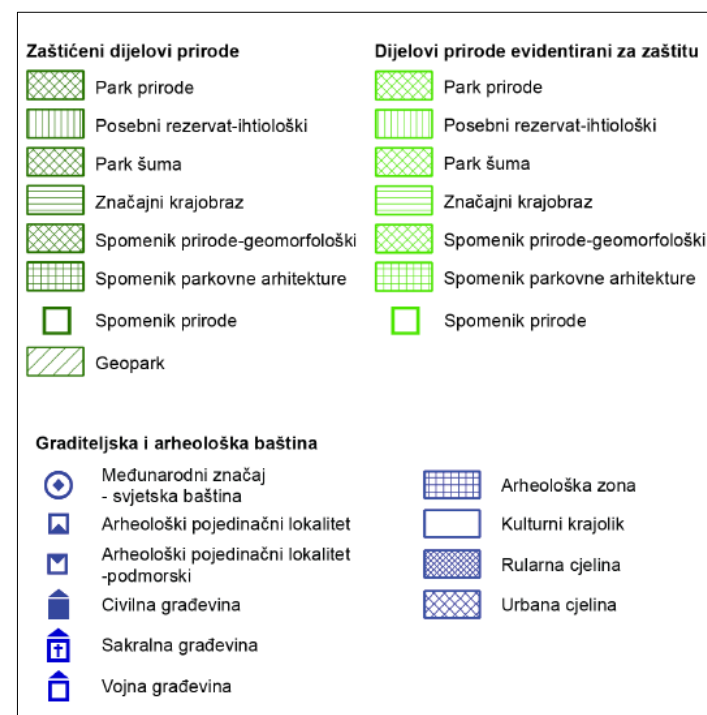 Zaštićeni dijelovi prirode
Park prirode
Posebni rezervat-ihtiološki
Park šuma
Značajni krajobraz
Spomenik prirode-geomorfološki
Spomenik parkovne arhitekture
Spomenik prirode
Geopark
Dijelovi prirode evidentirani za zaštitu
Park prirode
Posebni rezervat-ihtiološki
Park šuma
Značajni krajobraz
Spomenik prirode-geomorfološki
Spomenik parkovne arhitekture
Spomenik prirode
Graditeljska i arheološka baština
Međunarodni značaj
- svjetska baština
Arheološki pojedinačni lokalitet
Arheološki pojedinačni lokalitet
-podmorski
Civilna građevina
Sakralna građevina
Vojna građevina
Arheološka zona
Kulturni krajolik
Rularna cjelina
Urbana cjelina